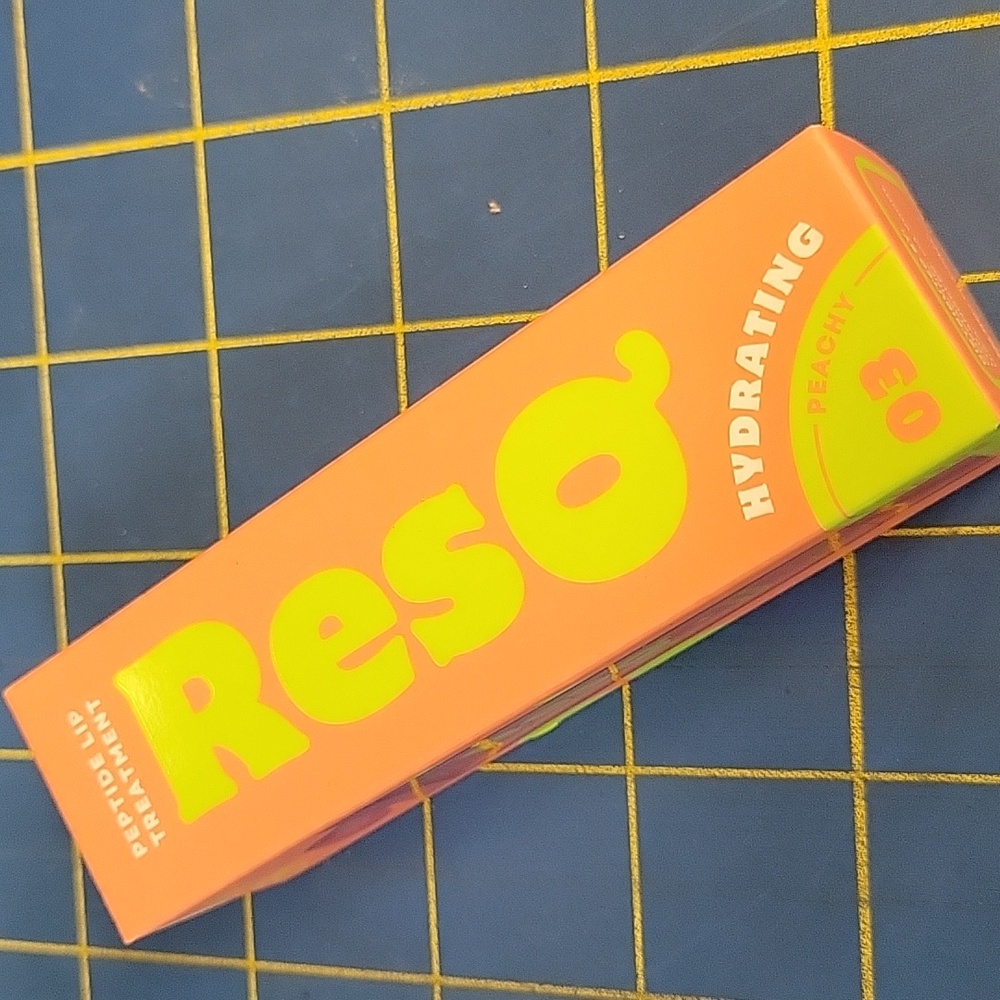 PEPTIDE LIP
TREATMENT
ReSO
HYDRATING
PEACHY
03